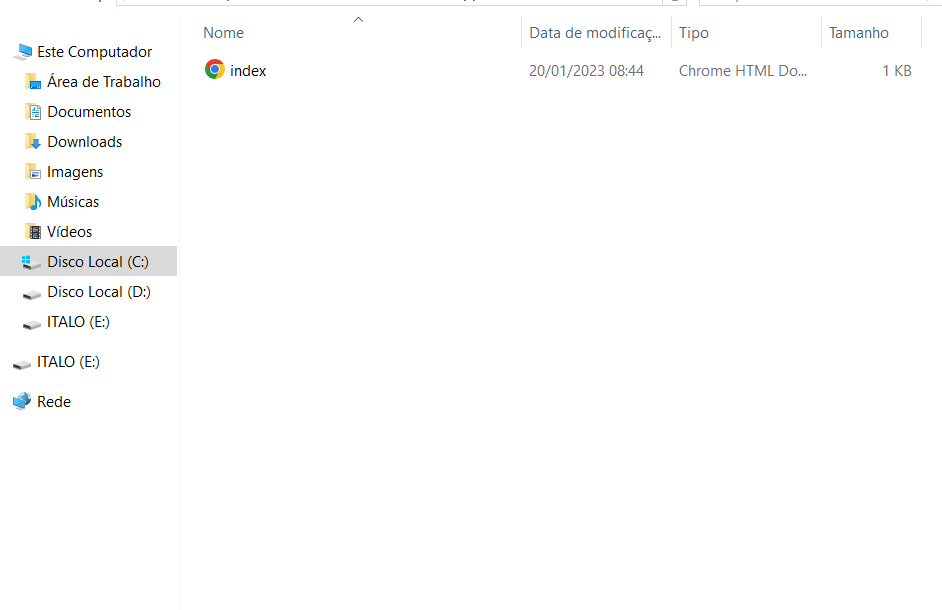 Nome Data de modificaç... Tipo Tamanho
index 20/01/2023 08:44 Chrome HTML Do... 1 KB
Este Computador
Área de Trabalho
Documentos
Downloads
Imagens
Músicas
Vídeos
Disco Local (C:)
Disco Local (D:)
ITALO (E:)
ITALO (E:)
Rede